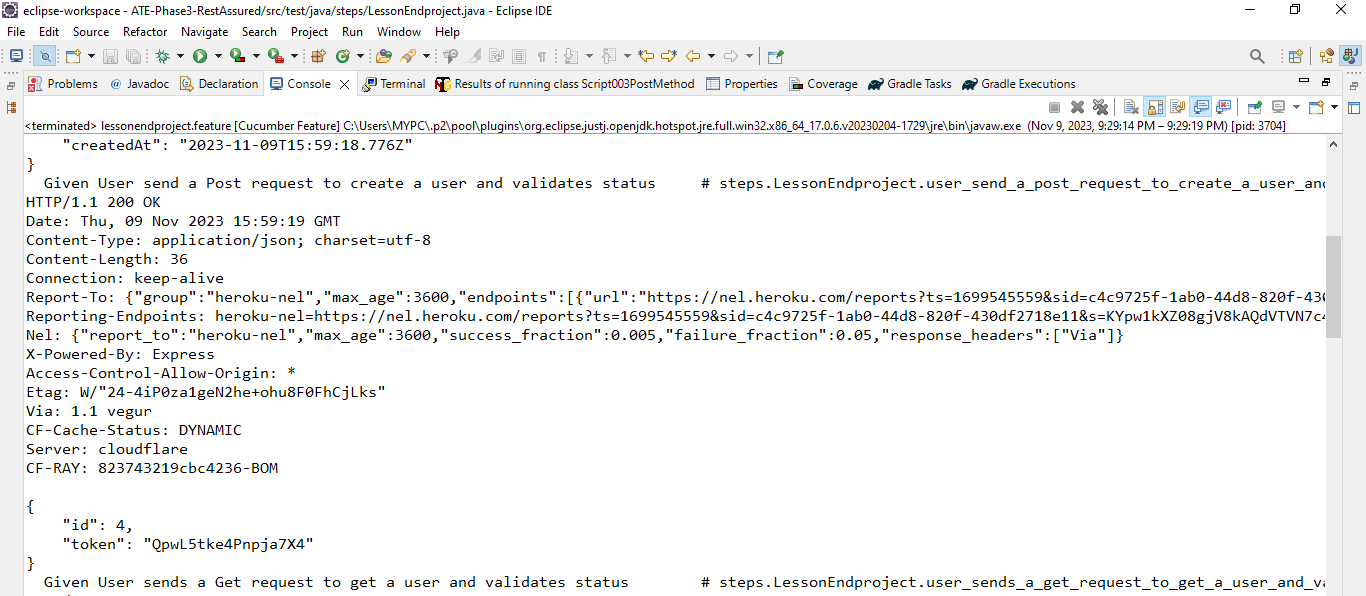 eclipse-workspace - ATE-Phase3-RestAssured/src/test/java/steps/LessonEndproject.java - Eclipse IDE
File Edit Source Refactor Navigate Search Project Run Window Help
Problems @ Javadoc Declaration Console Terminal Results of running class Script003PostMethod Properties Coverage Gradle Tasks Gradle Executions
<terminated> lessonendproject.feature [Cucumber Feature] C:\Users\MYPC\.p2\pool\plugins\org.eclipse.justj.openjdk.hotspot.jre.full.win32.x86_64_17.0.6.v20230204-1729\jre\bin\javaw.exe (Nov 9, 2023, 9:29:14 PM – 9:29:19 PM) [pid: 3704]
"createdAt": "2023-11-09T15:59:18.776Z"
}
Given User send a Post request to create a user and validates status # steps.LessonEndproject.user_send_a_post_request_to_create_a_user_and
HTTP/1.1 200 OK
Date: Thu, 09 Nov 2023 15:59:19 GMT
Content-Type: application/json; charset=utf-8
Content-Length: 36
Connection: keep-alive
Report-To: {"group":"heroku-nel","max_age":3600,"endpoints":[{"url":"https://nel.heroku.com/reports?ts=1699545559&sid=c4c9725f-1ab0-44d8-820f-430
Reporting-Endpoints: heroku-nel=https://nel.heroku.com/reports?ts=1699545559&sid=c4c9725f-1ab0-44d8-820f-430df2718e11&s=KYpw1kXZ08gjV8kAQdVTVN7c4
Nel: {"report_to":"heroku-nel","max_age":3600,"success_fraction":0.005,"failure_fraction":0.05,"response_headers":["Via"]}
X-Powered-By: Express
Access-Control-Allow-Origin: *
Etag: W/"24-4iP0za1geN2he+ohu8F0FhCjLks"
Via: 1.1 vegur
CF-Cache-Status: DYNAMIC
Server: cloudflare
CF-RAY: 823743219cbc4236-BOM
{
"id": 4,
"token": "QpwL5tke4Pnpja7X4"
}
Given User sends a Get request to get a user and validates status # steps.LessonEndproject.user_sends_a_get_request_to_get_a_user_and_va